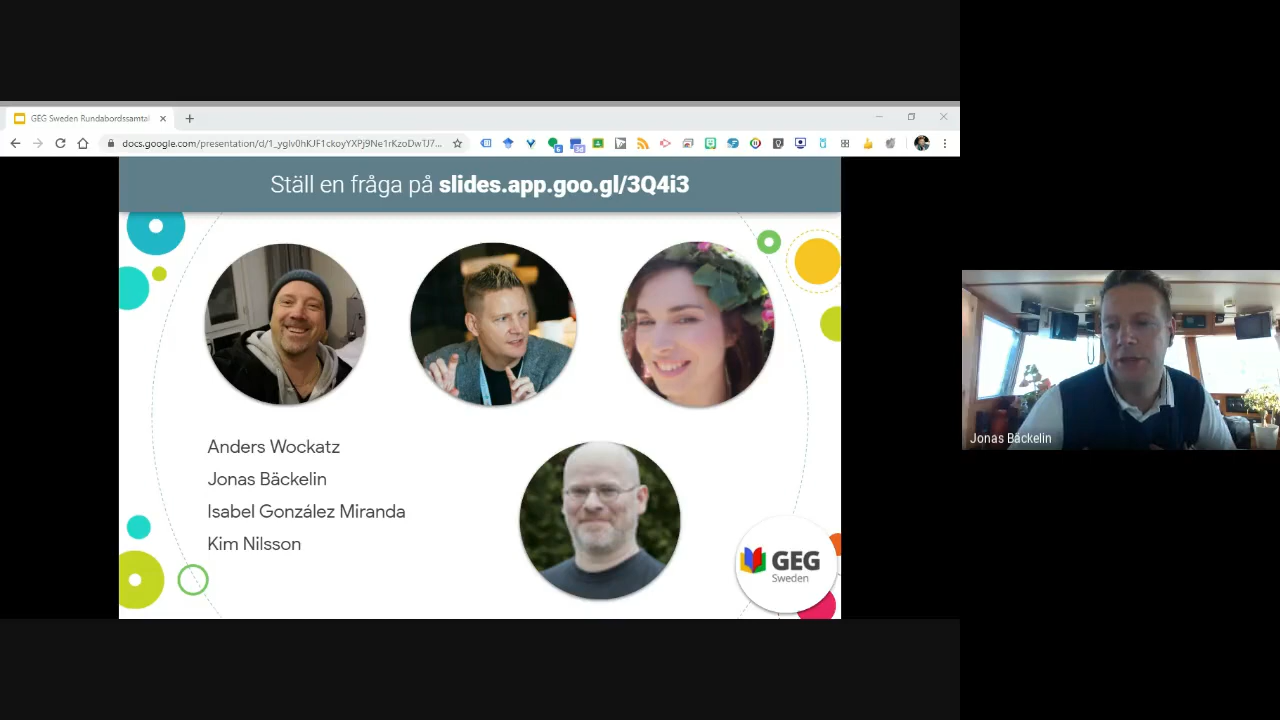 GEG Sweden Rundabordssamtal
docs.google.com/presentation/d/1_yglv0hKJF1ckoyYXPj9Ne1rKzoDwTJ7...
Ställ en fråga på slides.app.goo.gl/3Q4i3
Anders Wockatz
Jonas Bäckelin
Isabel González Miranda
Kim Nilsson
GEG
Sweden
Jonas Bäckelin